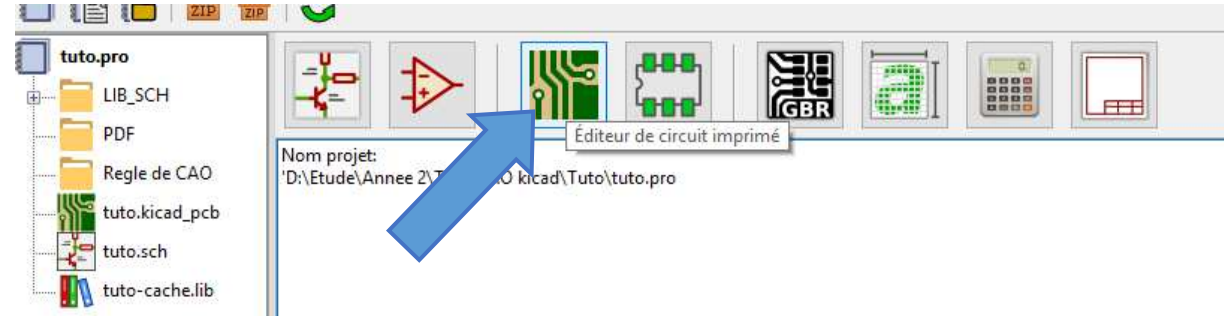 ZIP
ZIP
tuto.pro
LIB_SCH
PDF
Regle de CAO
tuto.kicad_pcb
tuto.sch
tuto-cache.lib
GBR
a
0.
Éditeur de circuit imprimé
Nom projet:
'D:\Etude\Annee 2\T O kicad\Tuto\tuto.pro